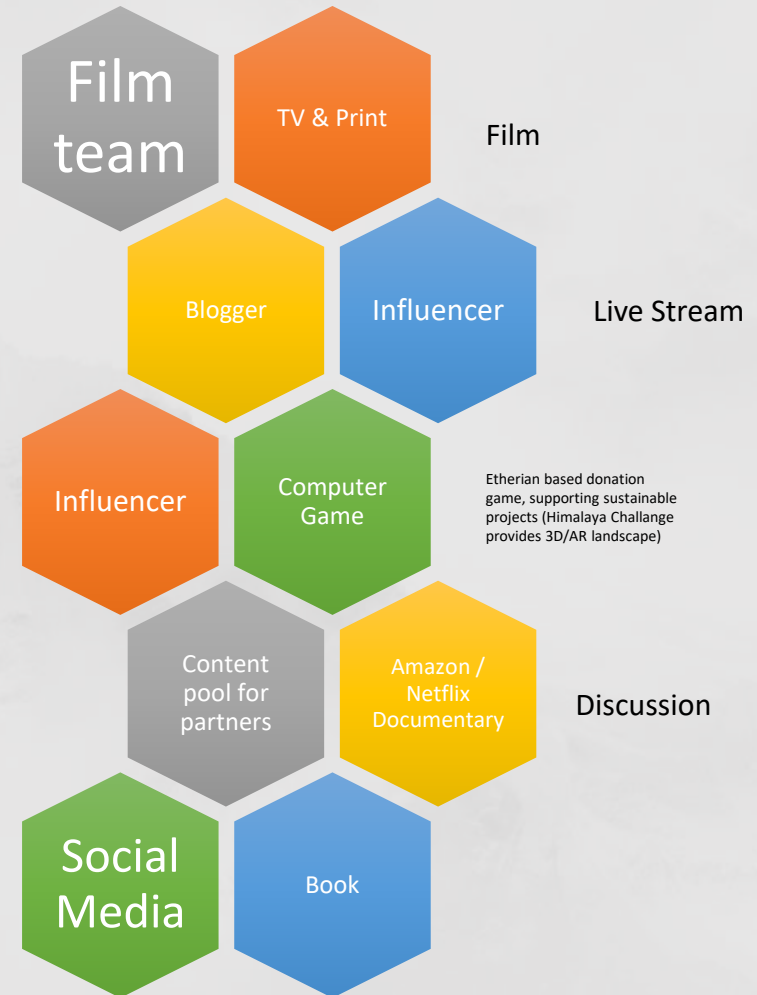 Film
team
TV & Print
Film
Blogger
Influencer
Live Stream
Influencer
Computer
Game
Etherian based donation
game, supporting sustainable
projects (Himalaya Challange
provides 3D/AR landscape)
Content
pool for
partners
Amazon /
Netflix
Documentary
Discussion
Social
Media
Book